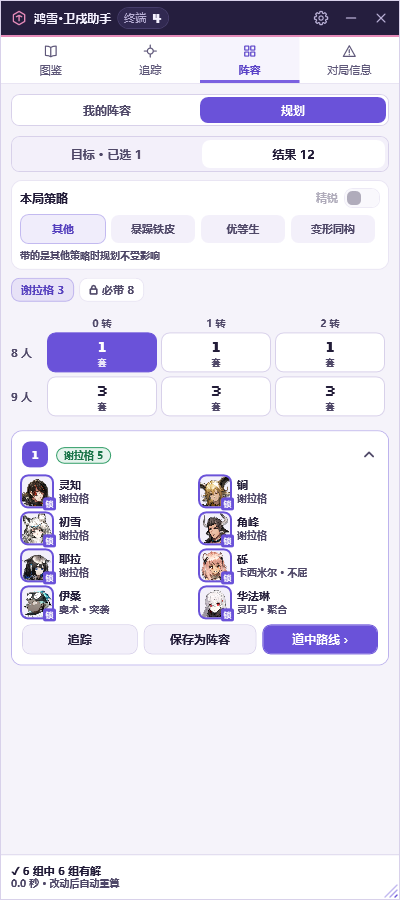 鸿雪•卫戍助手 终端
图鉴 追踪 阵容 对局信息
我的阵容 规划
目标 • 已选 1 结果 12
本局策略 精锐
其他 暴躁铁皮 优等生 变形同构
带的是其他策略时规划不受影响
谢拉格 3 必带 8
0 转 1 转 2 转
8 人 1 套 1 套 1 套
9 人 3 套 3 套 3 套
1 谢拉格 5
灵知 锏
谢拉格 谢拉格
锁 锁
初雪 角峰
谢拉格 谢拉格
锁 锁
耶拉 砾
谢拉格 卡西米尔 • 不屈
锁 锁
伊桑 华法琳
奥术 • 突袭 灵巧 • 聚合
锁 锁
追踪 保存为阵容 道中路线 ›
✓ 6 组中 6 组有解
0.0 秒 • 改动后自动重算